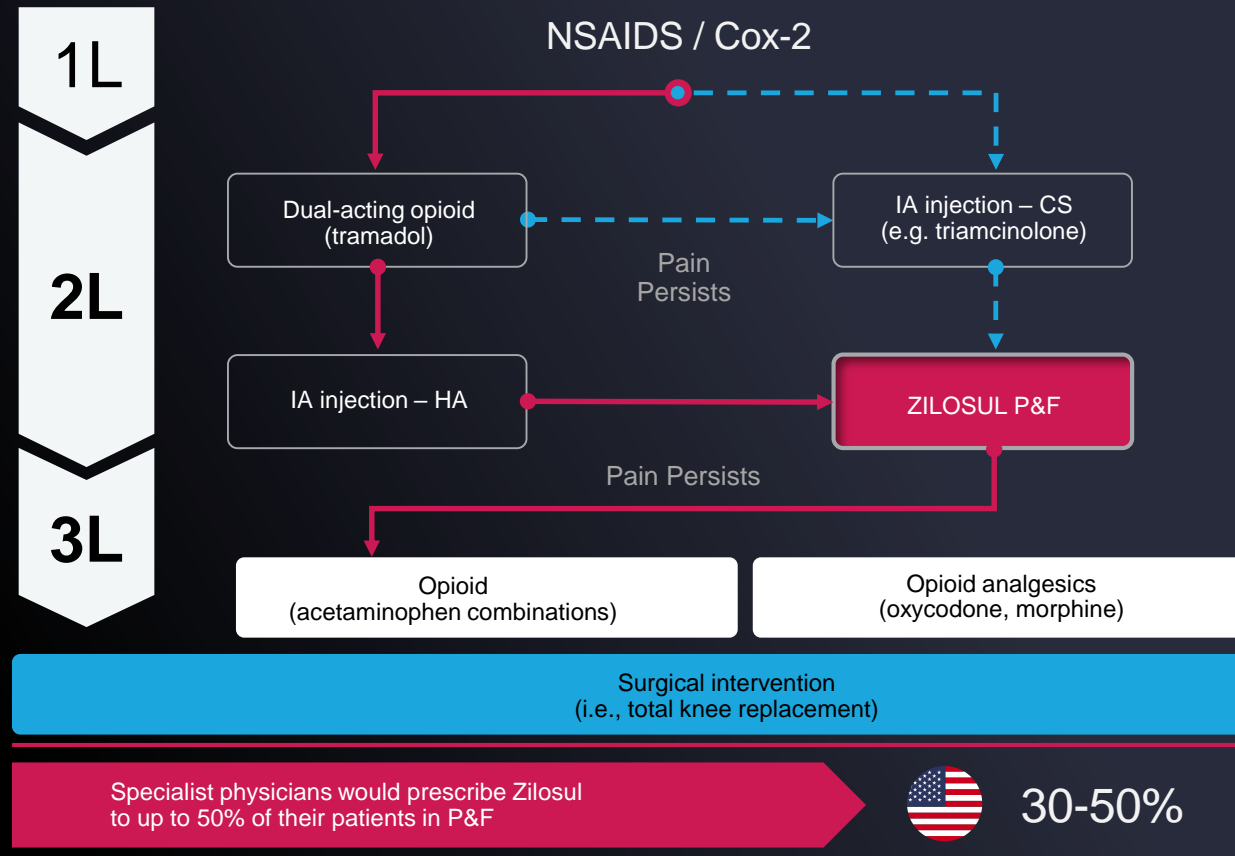 1L
NSAIDS / Cox-2
Dual-acting opioid
(tramadol)
IA injection – CS
(e.g. triamcinolone)
Pain
Persists
2L
IA injection – HA
ZILOSUL P&F
Pain Persists
3L
Opioid
(acetaminophen combinations)
Opioid analgesics
(oxycodone, morphine)
Surgical intervention
(i.e., total knee replacement)
Specialist physicians would prescribe Zilosul
to up to 50% of their patients in P&F
30-50%